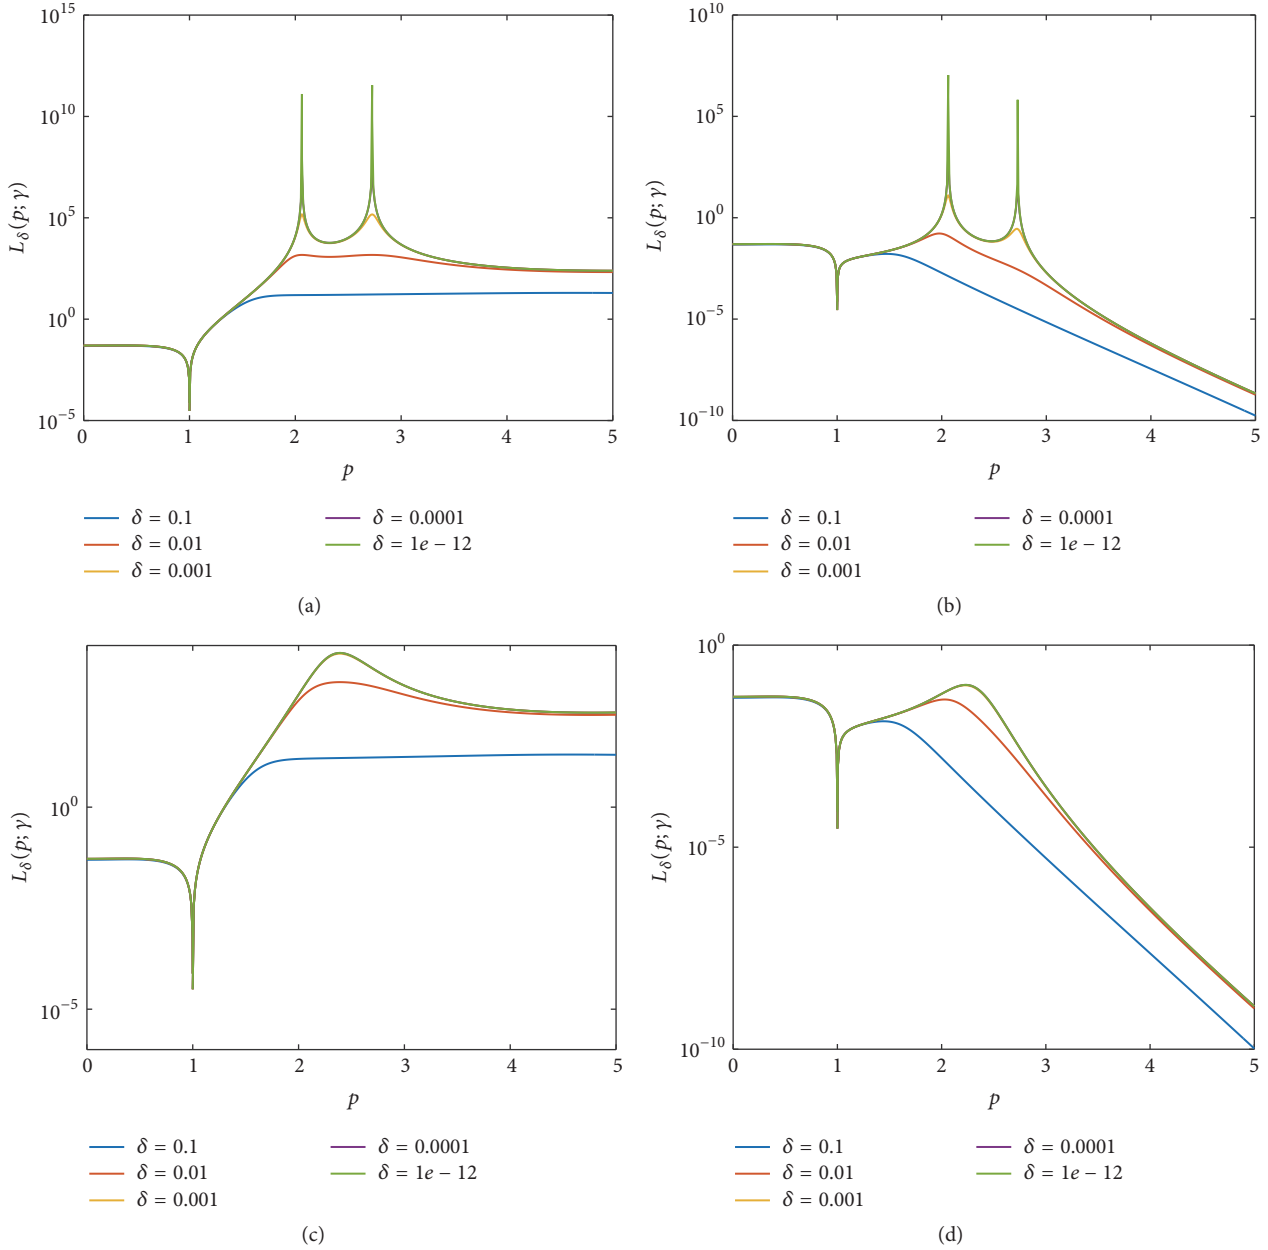 10^15
10^10
10^5
10^0
10^−5
L_δ(p; γ)
0 1 2 3 4 5
p
δ = 0.1
δ = 0.01
δ = 0.001
δ = 0.0001
δ = 1e − 12
(a)
10^10
10^5
10^0
10^−5
10^−10
L_δ(p; γ)
0 1 2 3 4 5
p
δ = 0.1
δ = 0.01
δ = 0.001
δ = 0.0001
δ = 1e − 12
(b)
10^0
10^−5
L_δ(p; γ)
0 1 2 3 4 5
p
δ = 0.1
δ = 0.01
δ = 0.001
δ = 0.0001
δ = 1e − 12
(c)
10^0
10^−5
10^−10
L_δ(p; γ)
0 1 2 3 4 5
p
δ = 0.1
δ = 0.01
δ = 0.001
δ = 0.0001
δ = 1e − 12
(d)